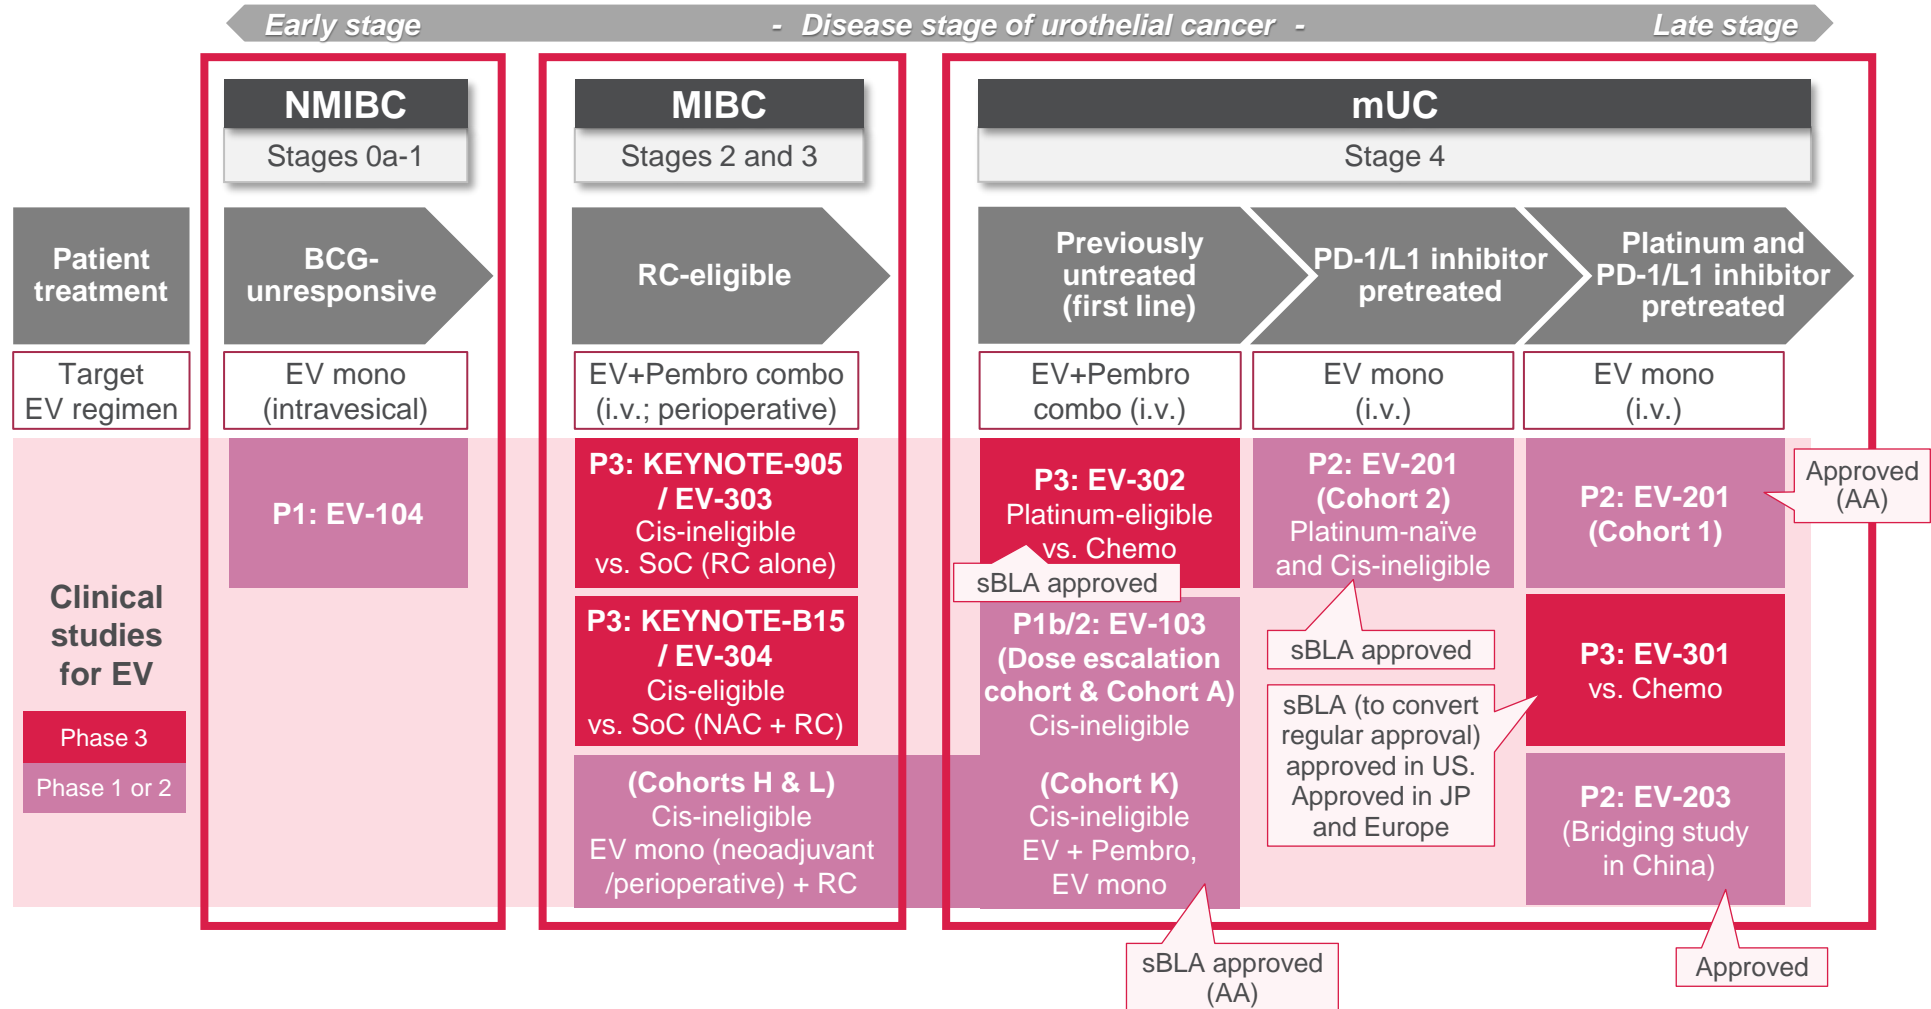 Early stage
- Disease stage of urothelial cancer -
Late stage
NMIBC
Stages 0a-1
MIBC
Stages 2 and 3
mUC
Stage 4
Patient
treatment
BCG-
unresponsive
RC-eligible
Previously
untreated
(first line)
PD-1/L1 inhibitor
pretreated
Platinum and
PD-1/L1 inhibitor
pretreated
Target
EV regimen
EV mono
(intravesical)
EV+Pembro combo
(i.v.; perioperative)
EV+Pembro
combo (i.v.)
EV mono
(i.v.)
EV mono
(i.v.)
Clinical
studies
for EV
Phase 3
Phase 1 or 2
P1: EV-104
P3: KEYNOTE-905
/ EV-303
Cis-ineligible
vs. SoC (RC alone)
P3: KEYNOTE-B15
/ EV-304
Cis-eligible
vs. SoC (NAC + RC)
(Cohorts H & L)
Cis-ineligible
EV mono (neoadjuvant
/perioperative) + RC
P3: EV-302
Platinum-eligible
vs. Chemo
sBLA approved
P1b/2: EV-103
(Dose escalation
cohort & Cohort A)
Cis-ineligible
(Cohort K)
Cis-ineligible
EV + Pembro,
EV mono
sBLA approved
(AA)
P2: EV-201
(Cohort 2)
Platinum-naïve
and Cis-ineligible
sBLA approved
sBLA (to convert
regular approval)
approved in US.
Approved in JP
and Europe
P2: EV-201
(Cohort 1)
Approved
(AA)
P3: EV-301
vs. Chemo
P2: EV-203
(Bridging study
in China)
Approved